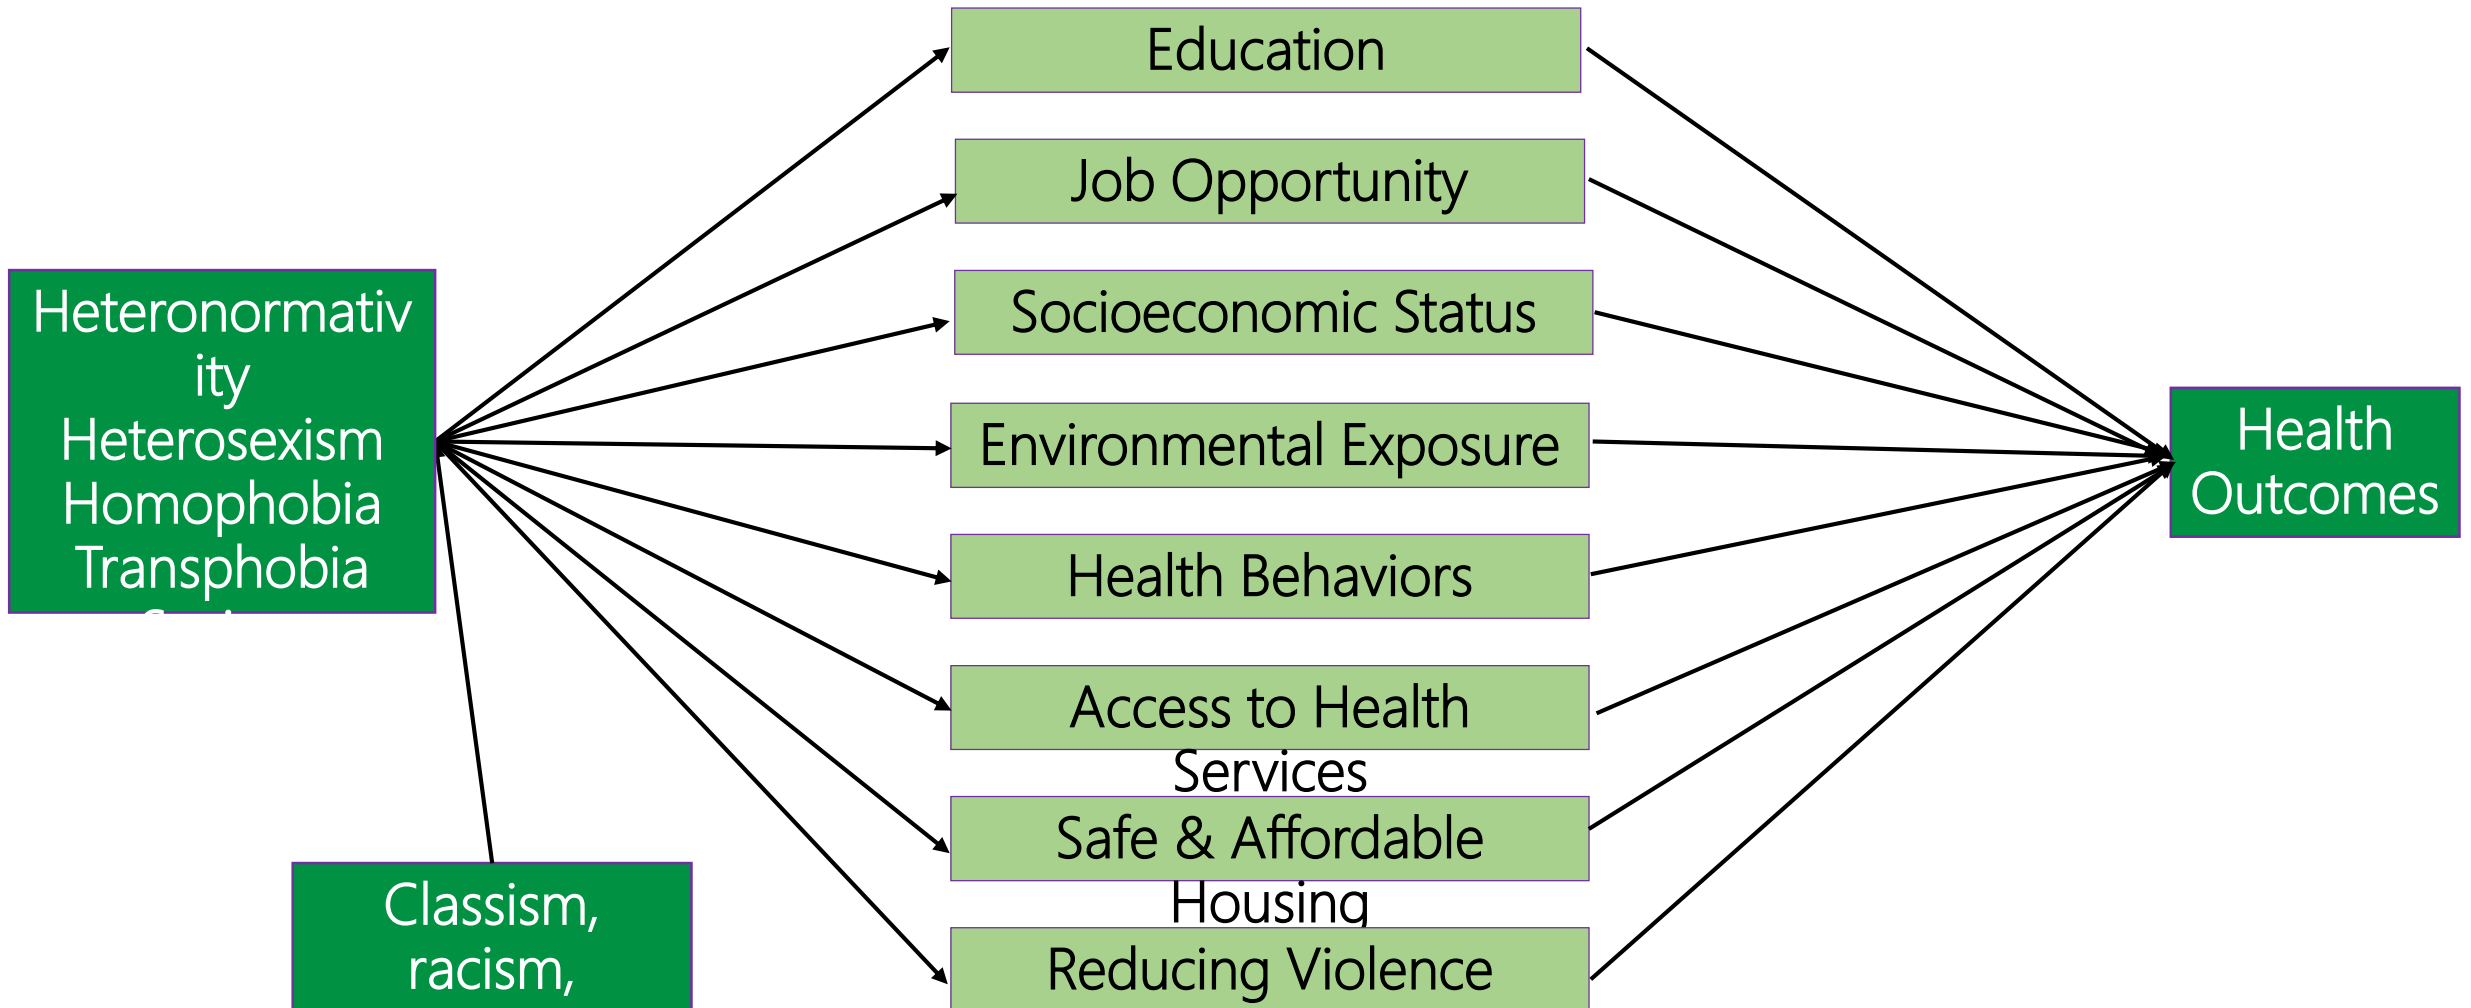 Heteronormativ
ity
Heterosexism
Homophobia
Transphobia
Classism,
racism,
Education
Job Opportunity
Socioeconomic Status
Environmental Exposure
Health Behaviors
Access to Health
Services
Safe & Affordable
Housing
Reducing Violence
Health
Outcomes